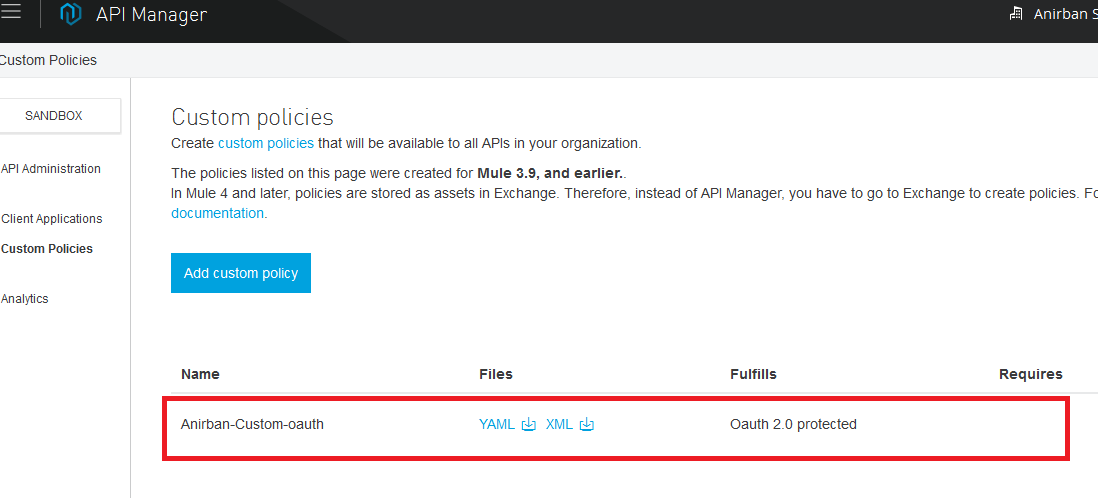 API Manager
Anirban S
Custom Policies
SANDBOX
API Administration
Client Applications
Custom Policies
Analytics
Custom policies
Create custom policies that will be available to all APIs in your organization.
The policies listed on this page were created for Mule 3.9, and earlier..
In Mule 4 and later, policies are stored as assets in Exchange. Therefore, instead of API Manager, you have to go to Exchange to create policies. Fo
documentation.
Add custom policy
Name Files Fulfills Requires
Anirban-Custom-oauth YAML XML Oauth 2.0 protected